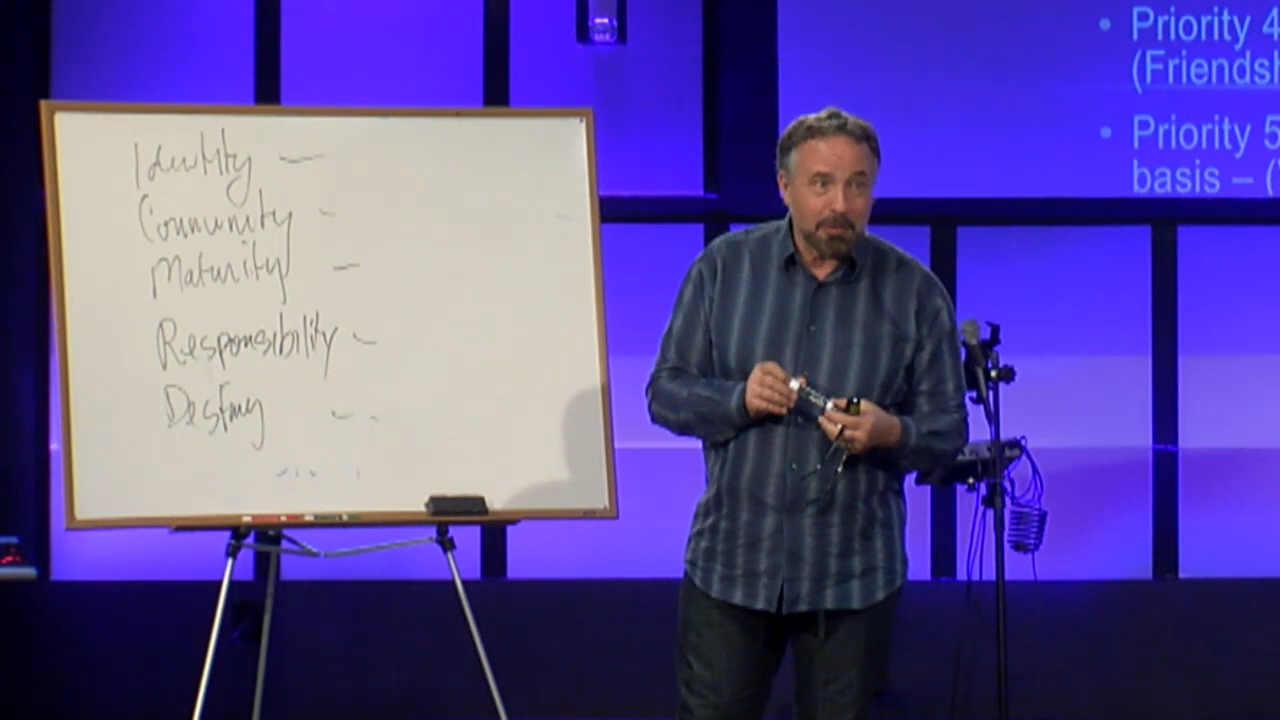 Identity —
Community -
Maturity —
Responsibility -
Destiny - -
• Priority 4
(Friendsh
• Priority 5
basis – (